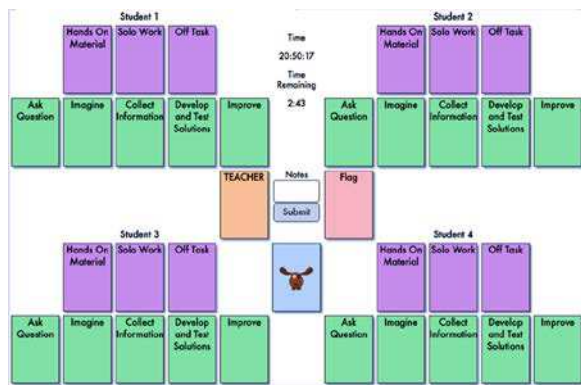 Student 1
Hands On
Material
Solo Work
Off Task
Ask
Question
Imagine
Collect
Information
Develop
and Test
Solutions
Improve
Time
20:50:17
Time
Remaining
2:43
Student 2
Hands On
Material
Solo Work
Off Task
Ask
Question
Imagine
Collect
Information
Develop
and Test
Solutions
Improve
TEACHER
Notes
Submit
Flag
Student 3
Hands On
Material
Solo Work
Off Task
Ask
Question
Imagine
Collect
Information
Develop
and Test
Solutions
Improve
Student 4
Hands On
Material
Solo Work
Off Task
Ask
Question
Imagine
Collect
Information
Develop
and Test
Solutions
Improve